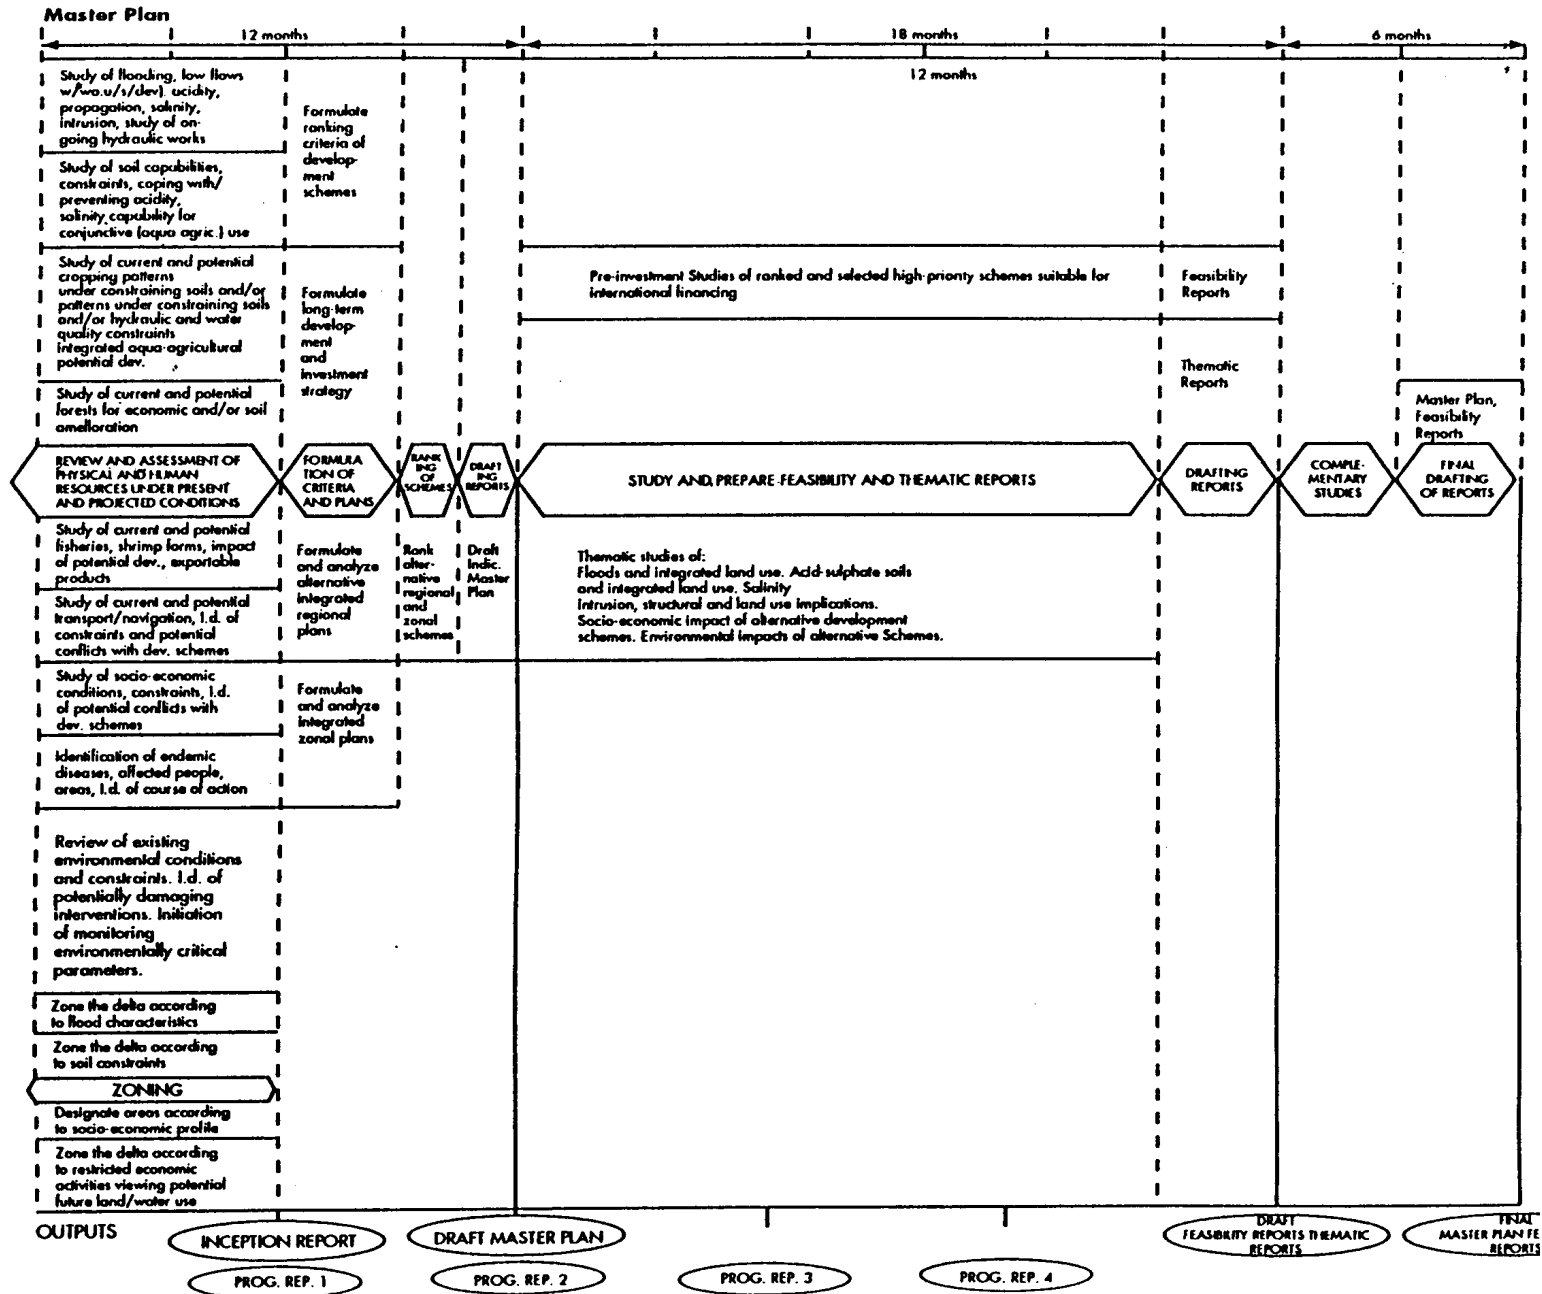 Master Plan
12 months
18 months
6 months
12 months
Study of flooding, low flows
w/wo.u/s/dev). acidity,
propagation, salinity,
intrusion, study of on-
going hydraulic works
Formulate
ranking
criteria of
develop-
ment
schemes
Study of soil capabilities,
constraints, coping with/
preventing acidity,
salinity capability for
conjunctive (aqua agric.) use
Study of current and potential
cropping patterns
under constraining soils and/or
patterns under constraining soils
and/or hydraulic and water
quality constraints
integrated aqua-agricultural
potential dev.
Formulate
long-term
develop-
ment
and
investment
strategy
Pre-investment Studies of ranked and selected high-priority schemes suitable for
international financing
Feasibility
Reports
Thematic
Reports
Study of current and potential
forests for economic and/or soil
amelloration
Master Plan,
Feasibility
Reports
REVIEW AND ASSESSMENT OF
PHYSICAL AND HUMAN
RESOURCES UNDER PRESENT
AND PROJECTED CONDITIONS
FORMULA
TION OF
CRITERIA
AND PLANS
RANK
ING
OF
SCHEMES
DRAFT
ING
REPORTS
STUDY AND, PREPARE-FEASIBILITY AND THEMATIC REPORTS
DRAFTING
REPORTS
COMPLE-
MENTARY
STUDIES
FINAL
DRAFTING
OF REPORTS
Study of current and potential
fisheries, shrimp forms, impact
of potential dev., exportable
products
Study of current and potential
transport/navigation, I.d. of
constraints and potential
conflicts with dev. schemes
Formulate
and analyze
alternative
integrated
regional
plans
Rank
alter-
native
regional
and
zonal
schemes
Draft
Indic.
Master
Plan
Thematic studies of:
Floods and integrated land use. Acid-sulphate soils
and integrated land use. Salinity
Intrusion, structural and land use implications.
Socio-economic impact of alternative development
schemes. Environmental impacts of alternative Schemes.
Study of socio-economic
conditions, constraints, I.d.
of potential conflicts with
dev. schemes
Formulate
and analyze
integrated
zonal plans
Identification of endemic
diseases, affected people,
areas, I.d. of course of action
Review of existing
environmental conditions
and constraints. I.d. of
potentially damaging
interventions. Initiation
of monitoring
environmentally critical
parameters.
Zone the delta according
to flood characteristics
Zone the delta according
to soil constraints
ZONING
Designate areas according
to socio-economic profile
Zone the delta according
to restricted economic
activities viewing potential
future land/water use
OUTPUTS
INCEPTION REPORT
DRAFT MASTER PLAN
DRAFT
FEASIBILITY REPORTS THEMATIC
REPORTS
FINAL
MASTER PLAN FE
REPORTS
PROG. REP. 1
PROG. REP. 2
PROG. REP. 3
PROG. REP. 4